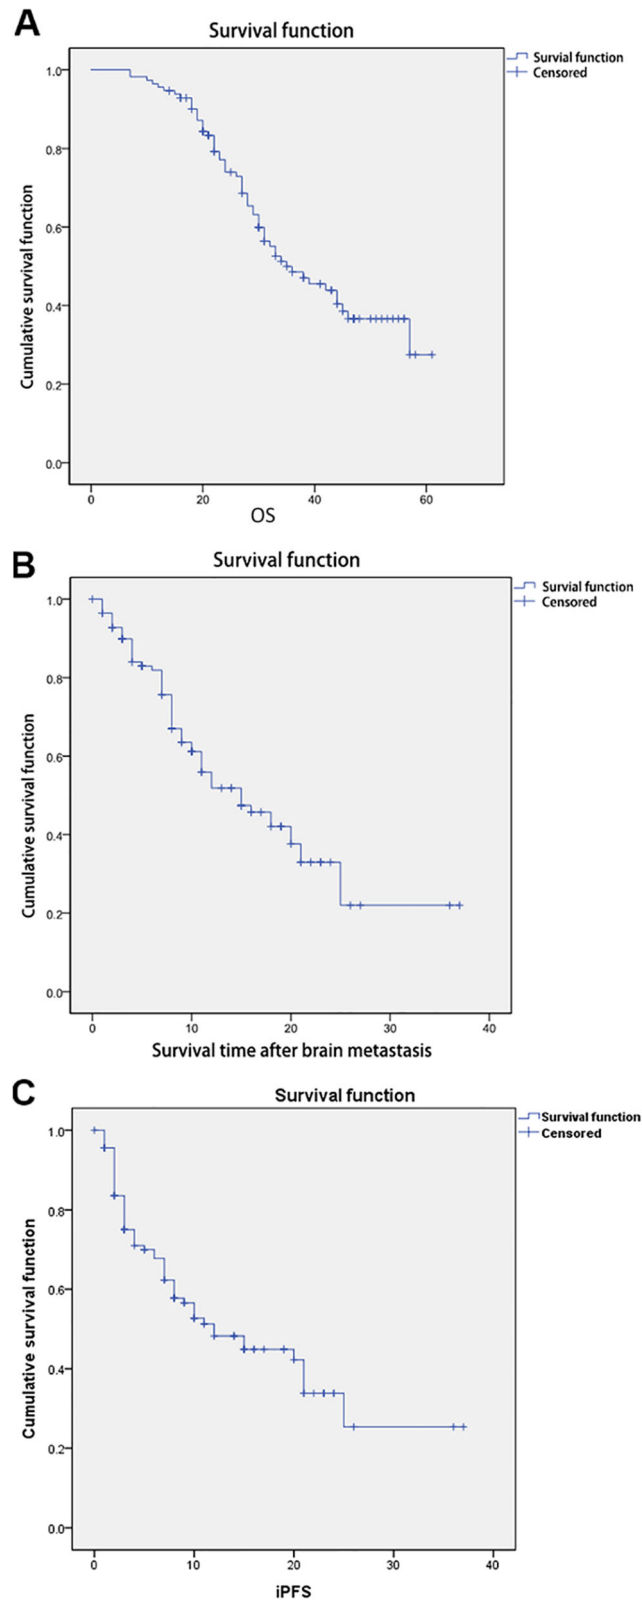 A
Survival function
Survial function
Censored
Cumulative survival function
1.0
0.8
0.6
0.4
0.2
0.0
0 20 40 60
OS
B
Survival function
Survial function
Censored
Cumulative survival function
1.0
0.8
0.6
0.4
0.2
0.0
0 10 20 30 40
Survival time after brain metastasis
C
Survival function
Survival function
Censored
Cumulative survival function
1.0
0.8
0.6
0.4
0.2
0.0
0 10 20 30 40
iPFS